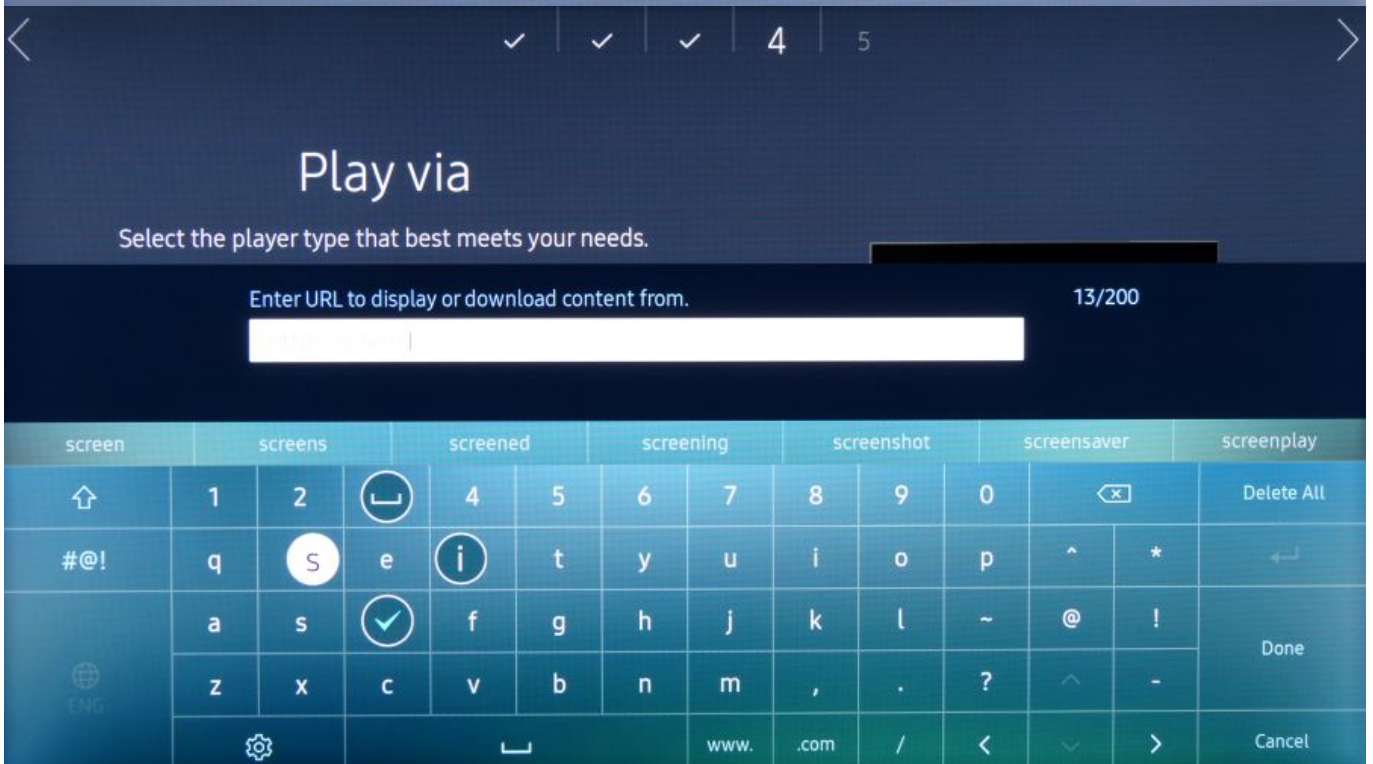 4 5
Play via
Select the player type that best meets your needs.
Enter URL to display or download content from. 13/200
screen screens screened screening screenshot screensaver screenplay
1 2 4 5 6 7 8 9 0 Delete All
#@! q s e i t y u i o p ^ *
a s f g h j k l ~ @ !
Done
z x c v b n m , . ? -
ENG
www. .com / < > Cancel